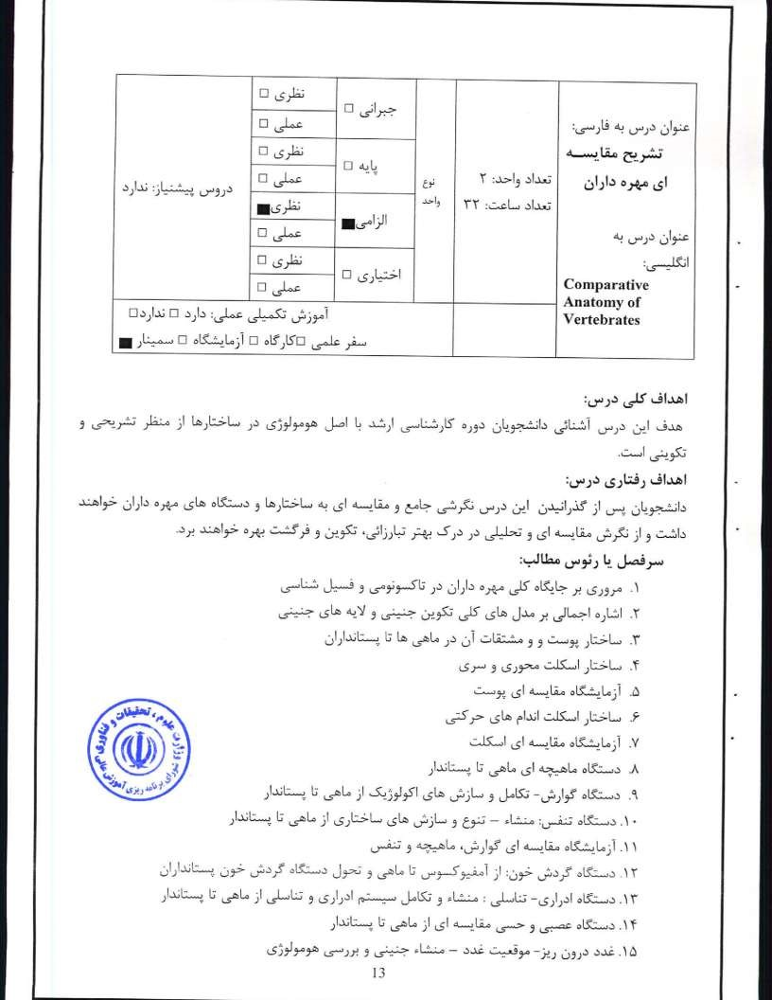 عنوان درس به فارسی:
تشریح مقایســه
ای مهره داران
عنوان درس به
انگلیسی:
Comparative
Anatomy of
Vertebrates
تعداد واحد: ۲
تعداد ساعت: ۳۲
نوع
واحد
جبرانی □
نظری □
عملی □
پایه □
نظری □
عملی □
الزامی■
نظری■
عملی □
اختیاری □
نظری □
عملی □
دروس پیشنیاز: ندارد
آموزش تکمیلی عملی: دارد □ ندارد□
سفر علمی □کارگاه □ آزمایشگاه □ سمینار ■
اهداف کلی درس:
هدف این درس آشنائی دانشجویان دوره کارشناسی ارشد با اصل هومولوژی در ساختارها از منظر تشریحی و
تکوینی است.
اهداف رفتاری درس:
دانشجویان پس از گذرانیدن این درس نگرشی جامع و مقایسه ای به ساختارها و دستگاه های مهره داران خواهند
داشت و از نگرش مقایسه ای و تحلیلی در درک بهتر تبارزائی، تکوین و فرگشت بهره خواهند برد.
سرفصل یا رئوس مطالب:
۱. مروری بر جایگاه کلی مهره داران در تاکسونومی و فسیل شناسی
۲. اشاره اجمالی بر مدل های کلی تکوین جنینی و لایه های جنینی
۳. ساختار پوست و و مشتقات آن در ماهی ها تا پستانداران
۴. ساختار اسکلت محوری و سری
۵. آزمایشگاه مقایسه ای پوست
۶. ساختار اسکلت اندام های حرکتی
۷. آزمایشگاه مقایسه ای اسکلت
۸. دستگاه ماهیچه ای ماهی تا پستاندار
۹. دستگاه گوارش- تکامل و سازش های اکولوژیک از ماهی تا پستاندار
۱۰. دستگاه تنفس: منشاء – تنوع و سازش های ساختاری از ماهی تا پستاندار
۱۱. آزمایشگاه مقایسه ای گوارش، ماهیچه و تنفس
۱۲. دستگاه گردش خون: از آمفیوکسوس تا ماهی و تحول دستگاه گردش خون پستانداران
۱۳. دستگاه ادراری- تناسلی : منشاء و تکامل سیستم ادراری و تناسلی از ماهی تا پستاندار
۱۴. دستگاه عصبی و حسی مقایسه ای از ماهی تا پستاندار
۱۵. غدد درون ریز- موقعیت غدد – منشاء جنینی و بررسی هومولوژی
وزارت علوم، تحقیقات و فناوری
شورای برنامه ریزی آموزش عالی
13